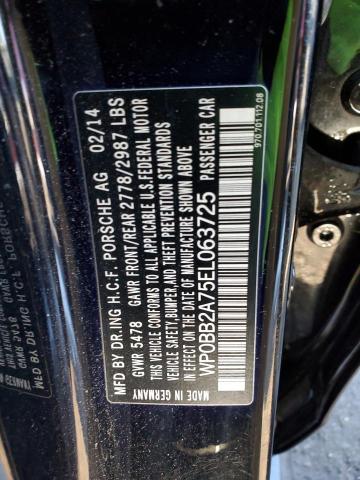 MFD BY DR.ING H.C.F. PORSCHE AG 02/14
GVWR 5478 GAWR FRONT/REAR 2778/2987 LBS
THIS VEHICLE CONFORMS TO ALL APPLICABLE U.S.FEDERAL MOTOR
VEHICLE SAFETY,BUMPER,AND THEFT PREVENTION STANDARDS
IN EFFECT ON THE DATE OF MANUFACTURE SHOWN ABOVE
WP0BB2A75EL063725 PASSENGER CAR
MADE IN GERMANY 970.701.112.08